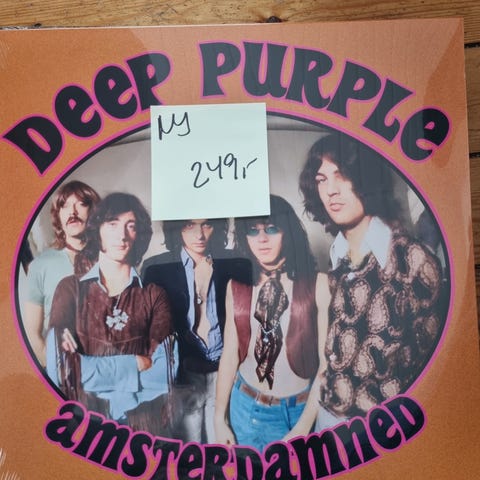 Deep PURPLe
Ny
249,-
amsTERDamneD